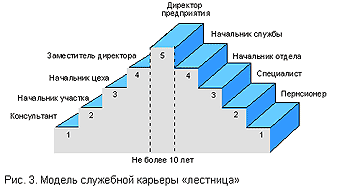 Директор
предприятия
Начальник службы
Заместитель директора
5
Начальник отдела
4
4
Начальник цеха
Специалист
3
3
Начальник участка
Пернсионер
2
2
Консультант
1
1
Не более 10 лет
Рис. 3. Модель служебной карьеры «лестница»